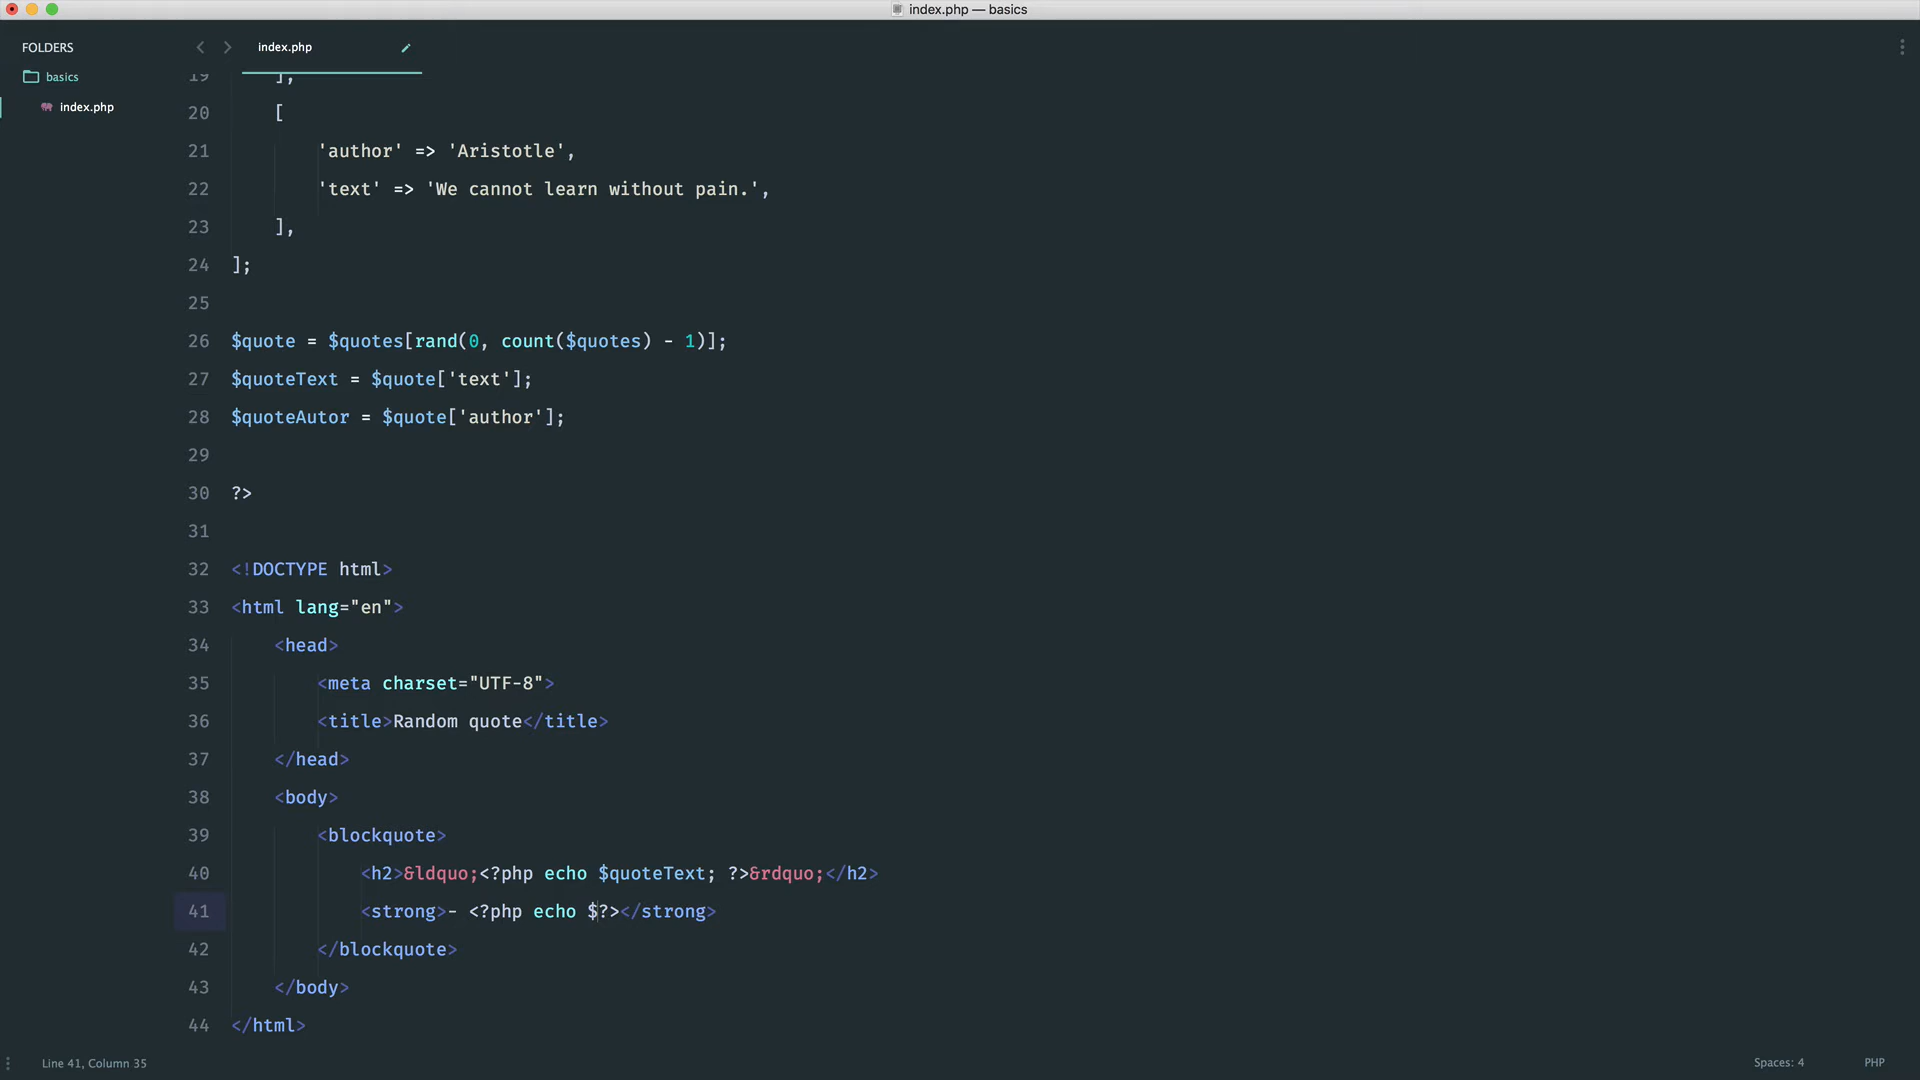 index.php — basics
FOLDERS
basics
index.php
index.php
19 ],
20 [
21 'author' => 'Aristotle',
22 'text' => 'We cannot learn without pain.',
23 ],
24 ];
25
26 $quote = $quotes[rand(0, count($quotes) - 1)];
27 $quoteText = $quote['text'];
28 $quoteAutor = $quote['author'];
29
30 ?>
31
32 <!DOCTYPE html>
33 <html lang="en">
34 <head>
35 <meta charset="UTF-8">
36 <title>Random quote</title>
37 </head>
38 <body>
39 <blockquote>
40 <h2>&ldquo;<?php echo $quoteText; ?>&rdquo;</h2>
41 <strong>- <?php echo $?></strong>
42 </blockquote>
43 </body>
44 </html>
Line 41, Column 35
Spaces: 4
PHP